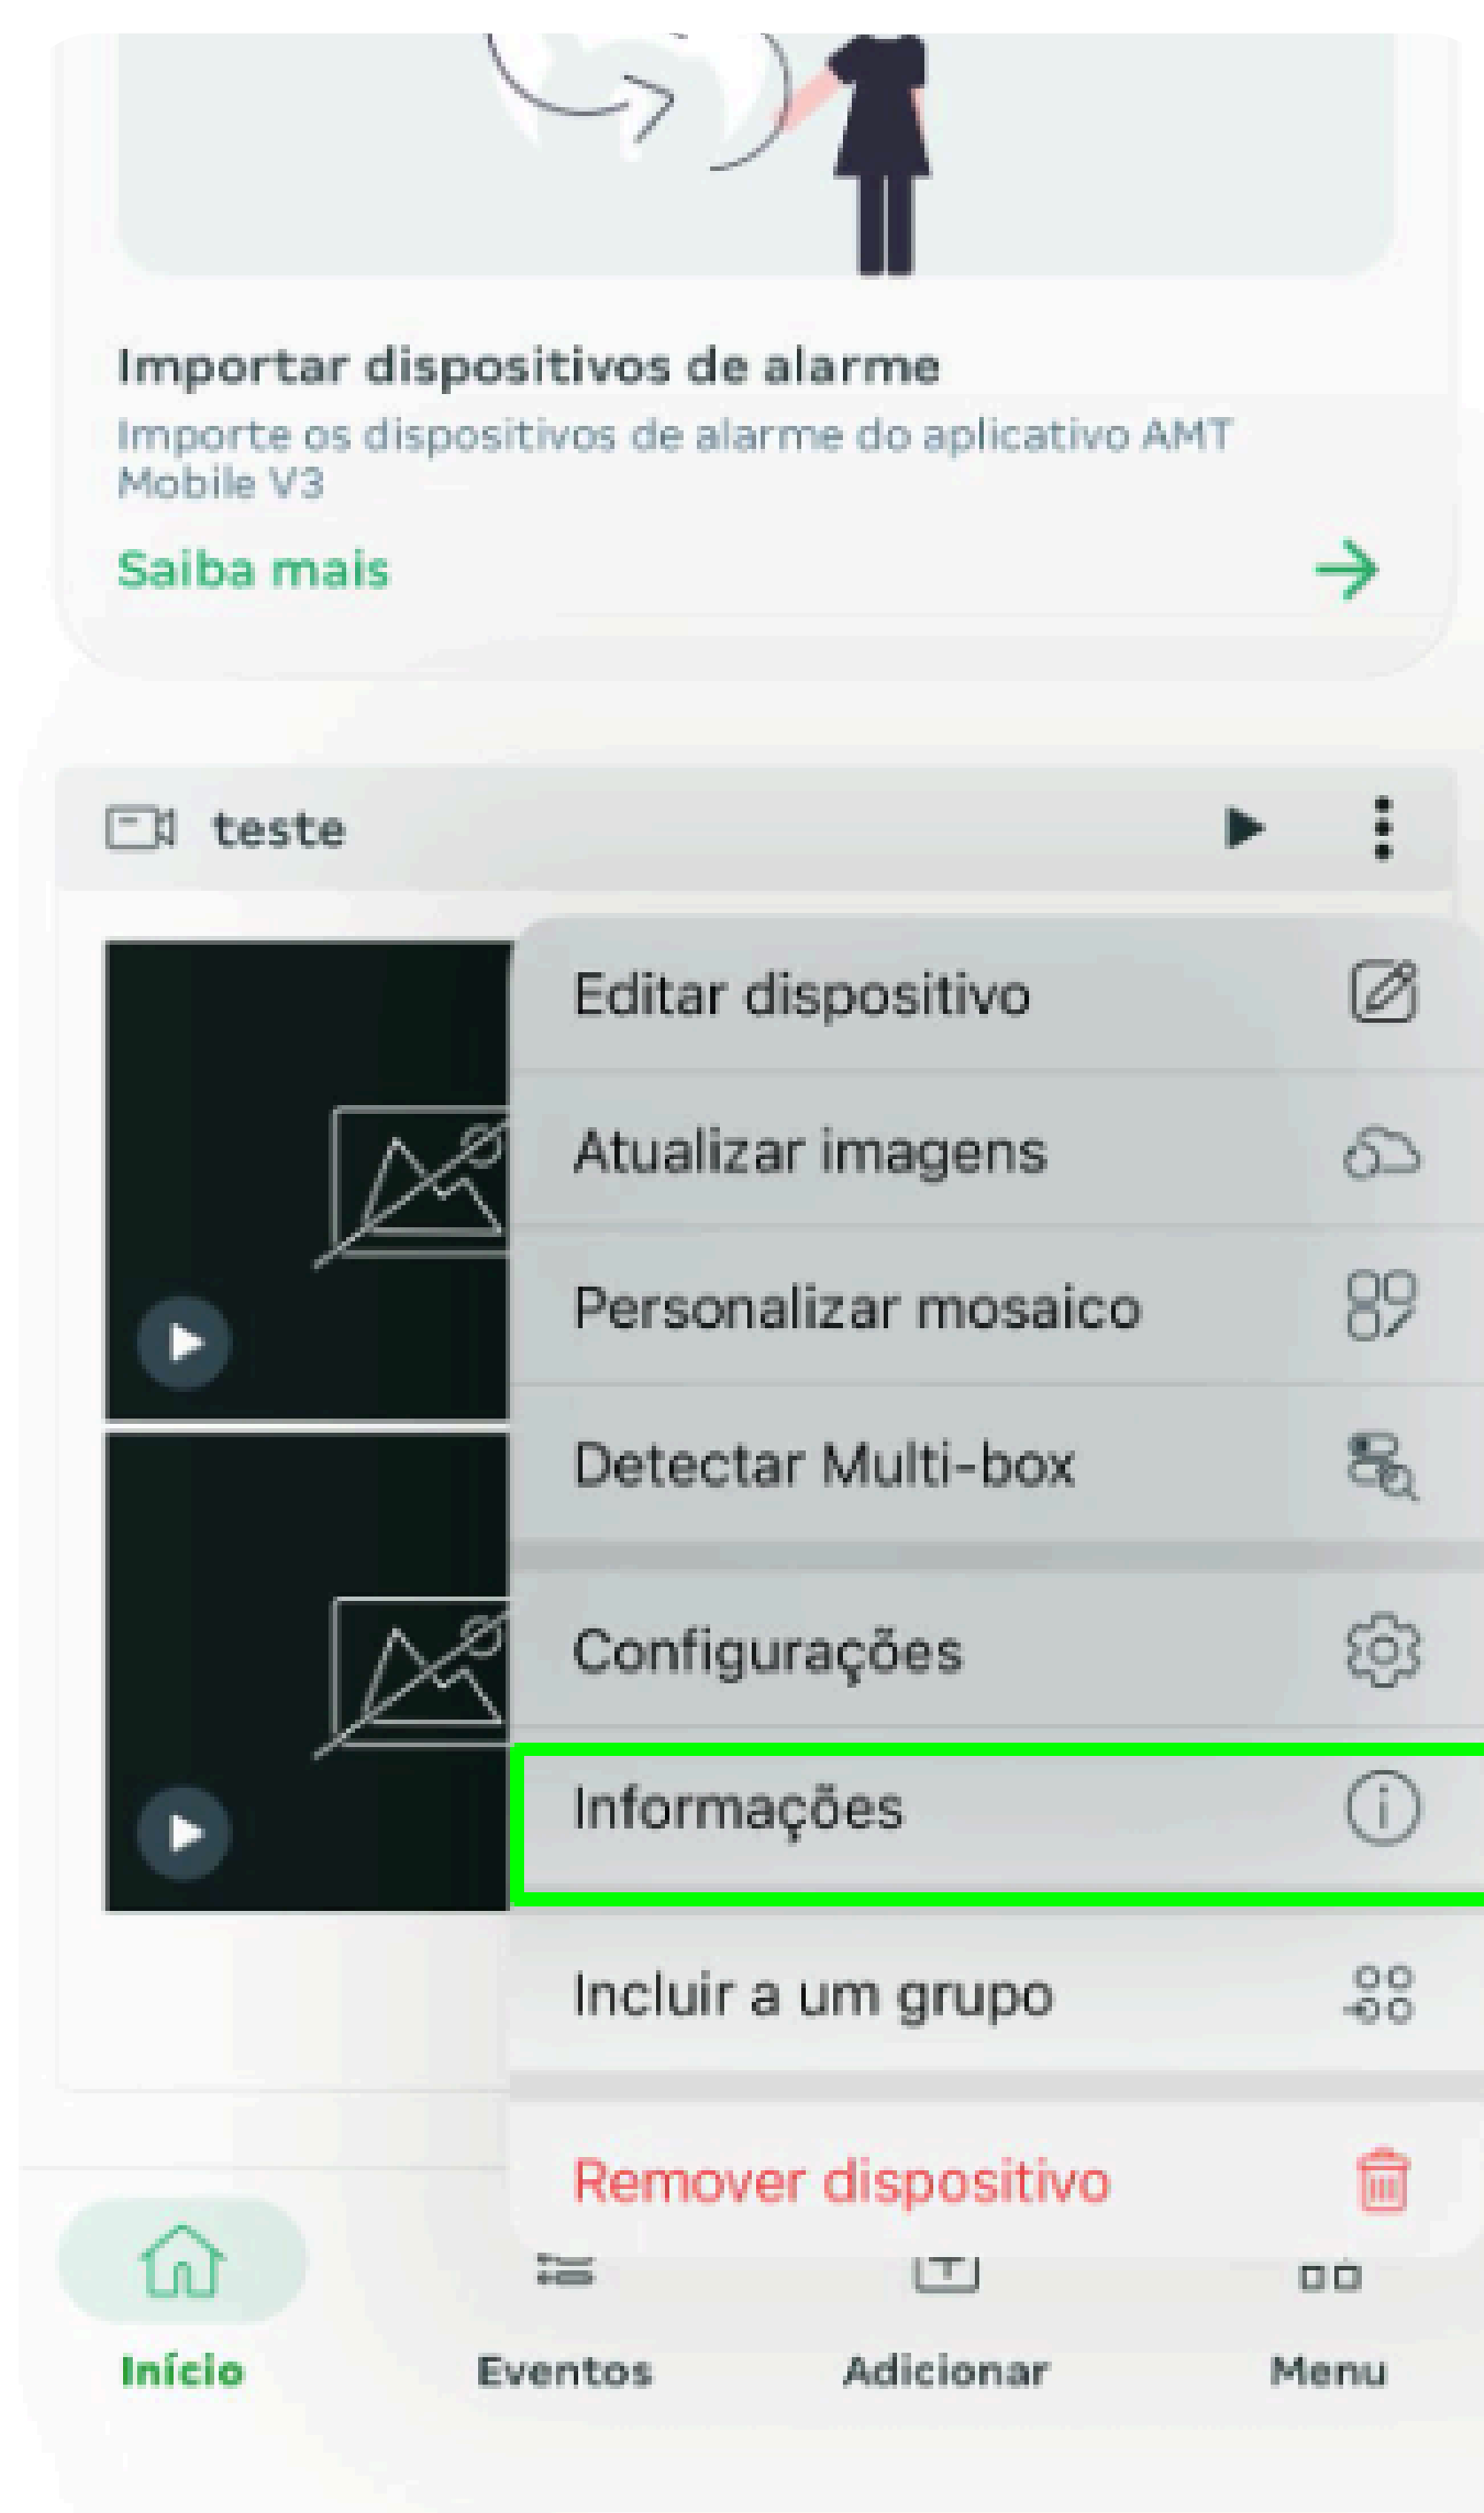 Importar dispositivos de alarme
Importe os dispositivos de alarme do aplicativo AMT
Mobile V3
Saiba mais
teste
Editar dispositivo
Atualizar imagens
Personalizar mosaico
Detectar Multi-box
Configurações
Informações
Incluir a um grupo
Remover dispositivo
Início
Eventos
Adicionar
Menu